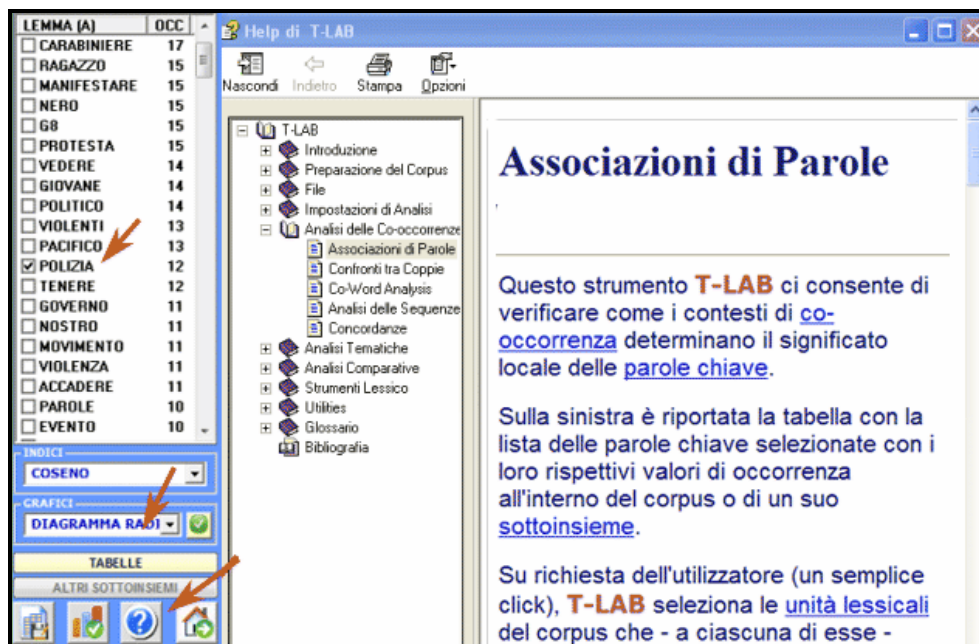 LEMMA (A) OCC
CARABINIERE 17
RAGAZZO 15
MANIFESTARE 15
NERO 15
G8 15
PROTESTA 15
VEDERE 14
GIOVANE 14
POLITICO 14
VIOLENTI 13
PACIFICO 13
POLIZIA 12
TENERE 12
GOVERNO 11
NOSTRO 11
MOVIMENTO 11
VIOLENZA 11
ACCADERE 11
PAROLE 10
EVENTO 10
INDICI
COSENO
GRAFICI
DIAGRAMMA RADI
TABELLE
ALTRI SOTTOINSIEMI
Help di T-LAB
Nascondi Indietro Stampa Opzioni
T-LAB
Introduzione
Preparazione del Corpus
File
Impostazioni di Analisi
Analisi delle Co-occorrenze
Associazioni di Parole
Confronti tra Coppie
Co-Word Analysis
Analisi delle Sequenze
Concordanze
Analisi Tematiche
Analisi Comparative
Strumenti Lessico
Utilities
Glossario
Bibliografia
Associazioni di Parole
Questo strumento T-LAB ci consente di
verificare come i contesti di co-
occorrenza determinano il significato
locale delle parole chiave.
Sulla sinistra è riportata la tabella con la
lista delle parole chiave selezionate con i
loro rispettivi valori di occorrenza
all'interno del corpus o di un suo
sottoinsieme.
Su richiesta dell'utilizzatore (un semplice
click), T-LAB seleziona le unità lessicali
del corpus che - a ciascuna di esse -